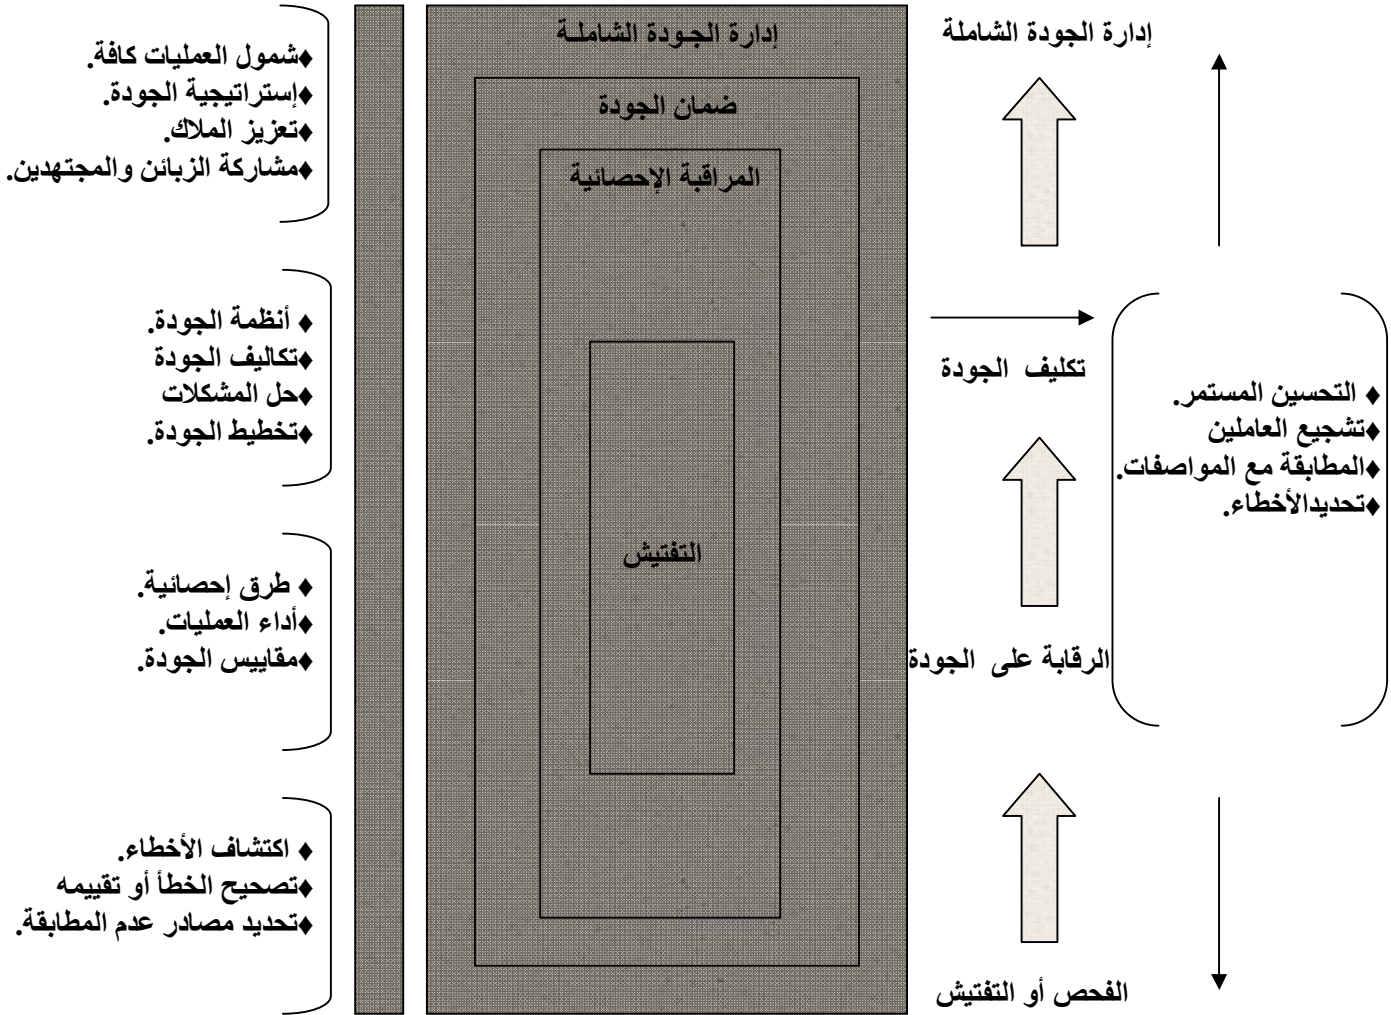 إدارة الجودة الشاملة
تكليف الجودة
الرقابة على الجودة
الفحص أو التفتيش
♦ التحسين المستمر.
♦تشجيع العاملين
♦المطابقة مع المواصفات.
♦تحديدالأخطاء.
إدارة الجـودة الشاملـة
ضمان الجودة
المراقبة الإحصائية
التفتيش
♦شمول العمليات كافة.
♦إستراتيجية الجودة.
♦تعزيز الملاك.
♦مشاركة الزبائن والمجتهدين.
♦ أنظمة الجودة.
♦تكاليف الجودة
♦حل المشكلات
♦تخطيط الجودة.
♦ طرق إحصائية.
♦أداء العمليات.
♦مقاييس الجودة.
♦ اكتشاف الأخطاء.
♦تصحيح الخطأ أو تقييمه
♦تحديد مصادر عدم المطابقة.